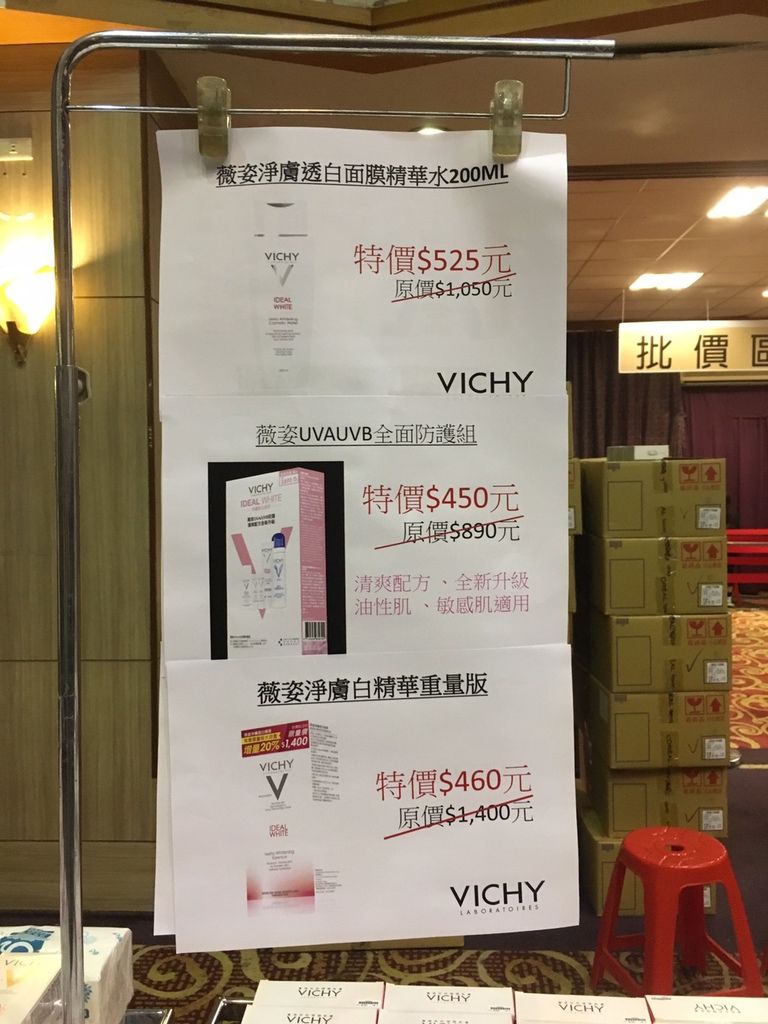 薇姿淨膚透白面膜精華水200ML
VICHY
IDEAL
WHITE
特價$525元
原價$1,050元
VICHY
批價區
薇姿UVAUVB全面防護組
VICHY
IDEAL WHITE
特價$450元
原價$890元
清爽配方、全新升級
油性肌、敏感肌適用
薇姿淨膚白精華重量版
增量20% $1,400
VICHY
IDEAL
WHITE
特價$460元
原價$1,400元
VICHY
LABORATOIRES
VICHY
VICHY
VICHY
VICHY
VICHY
VICHY